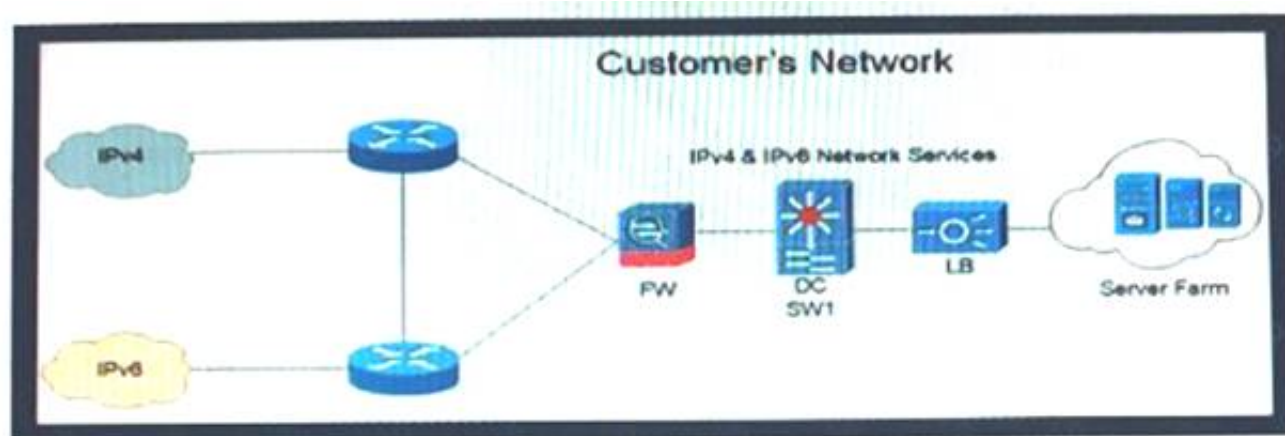 Customer's Network
IPv4
IPv4 & IPv6 Network Services
FW
DC
SW1
LB
Server Farm
IPv6